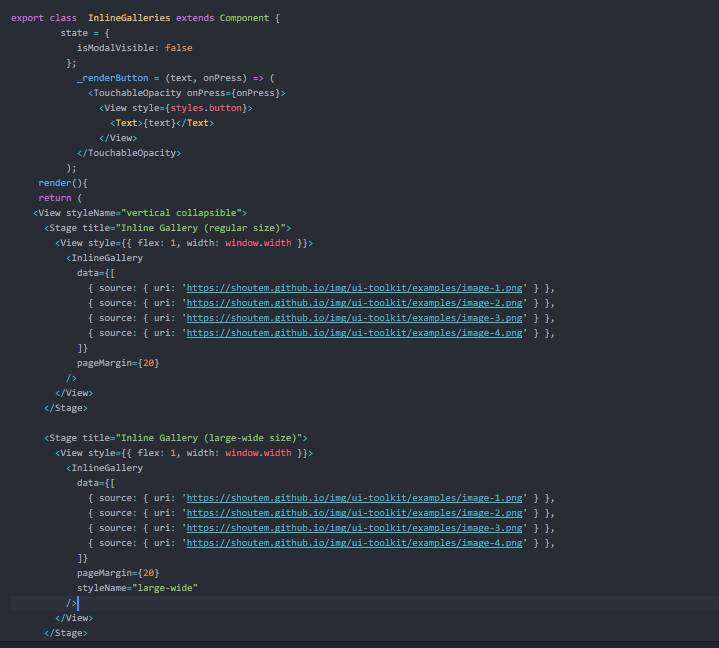 export class  InlineGalleries extends Component {
         state = {
            isModalVisible: false
          };
            _renderButton = (text, onPress) => (
              <TouchableOpacity onPress={onPress}>
                <View style={styles.button}>
                  <Text>{text}</Text>
                </View>
            </TouchableOpacity>
          );
     render(){
     return (
    <View styleName="vertical collapsible">
      <Stage title="Inline Gallery (regular size)">
        <View style={{ flex: 1, width: window.width }}>
          <InlineGallery
            data={[
              { source: { uri: 'https://shoutem.github.io/img/ui-toolkit/examples/image-1.png' } },
              { source: { uri: 'https://shoutem.github.io/img/ui-toolkit/examples/image-2.png' } },
              { source: { uri: 'https://shoutem.github.io/img/ui-toolkit/examples/image-3.png' } },
              { source: { uri: 'https://shoutem.github.io/img/ui-toolkit/examples/image-4.png' } },
            ]}
            pageMargin={20}
          />
        </View>
      </Stage>

      <Stage title="Inline Gallery (large-wide size)">
        <View style={{ flex: 1, width: window.width }}>
          <InlineGallery
            data={[
              { source: { uri: 'https://shoutem.github.io/img/ui-toolkit/examples/image-1.png' } },
              { source: { uri: 'https://shoutem.github.io/img/ui-toolkit/examples/image-2.png' } },
              { source: { uri: 'https://shoutem.github.io/img/ui-toolkit/examples/image-3.png' } },
              { source: { uri: 'https://shoutem.github.io/img/ui-toolkit/examples/image-4.png' } },
            ]}
            pageMargin={20}
            styleName="large-wide"
          />
        </View>
      </Stage>